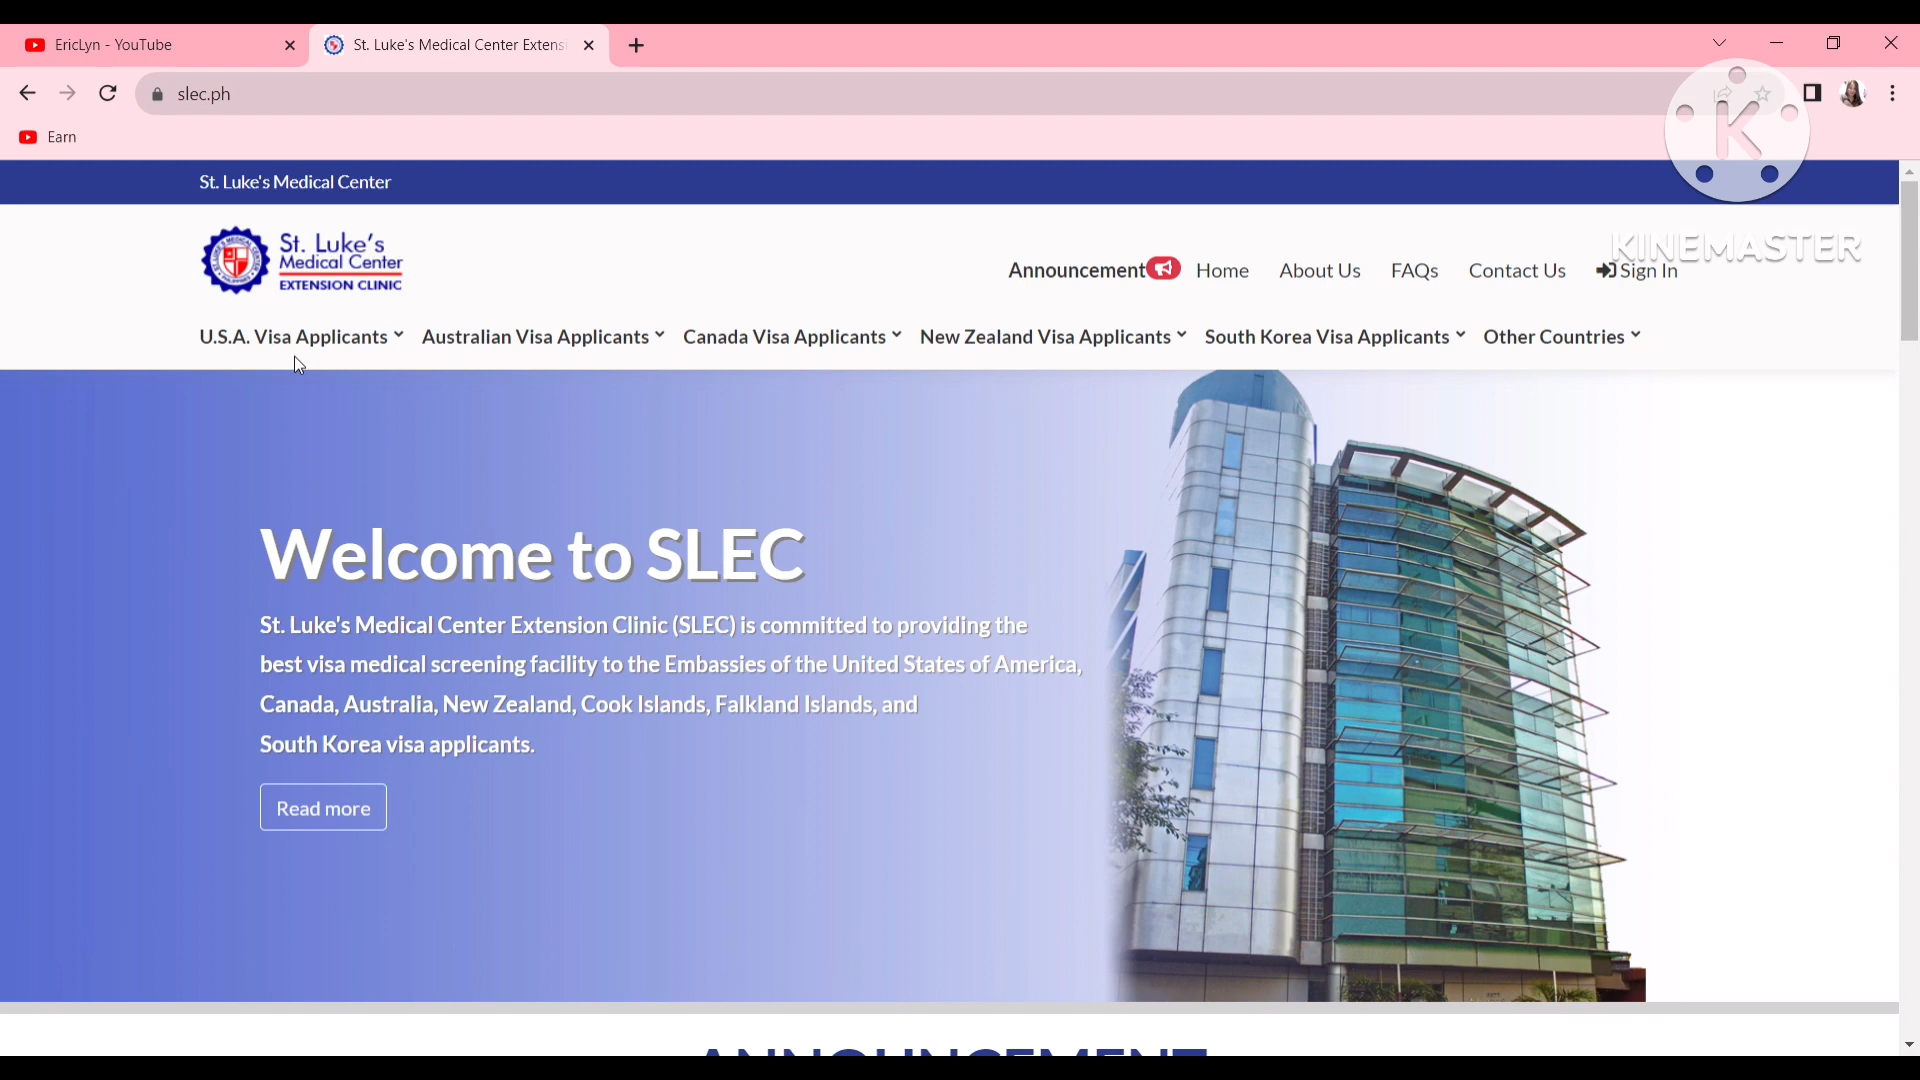 EricLyn - YouTube
St. Luke's Medical Center Extens
slec.ph
Earn
K
KINEMASTER
St. Luke's Medical Center
St. Luke's
Medical Center
EXTENSION CLINIC
Announcement
Home
About Us
FAQs
Contact Us
Sign In
U.S.A. Visa Applicants
Australian Visa Applicants
Canada Visa Applicants
New Zealand Visa Applicants
South Korea Visa Applicants
Other Countries
Welcome to SLEC
St. Luke's Medical Center Extension Clinic (SLEC) is committed to providing the
best visa medical screening facility to the Embassies of the United States of America,
Canada, Australia, New Zealand, Cook Islands, Falkland Islands, and
South Korea visa applicants.
Read more
ANNOUNCEMENT